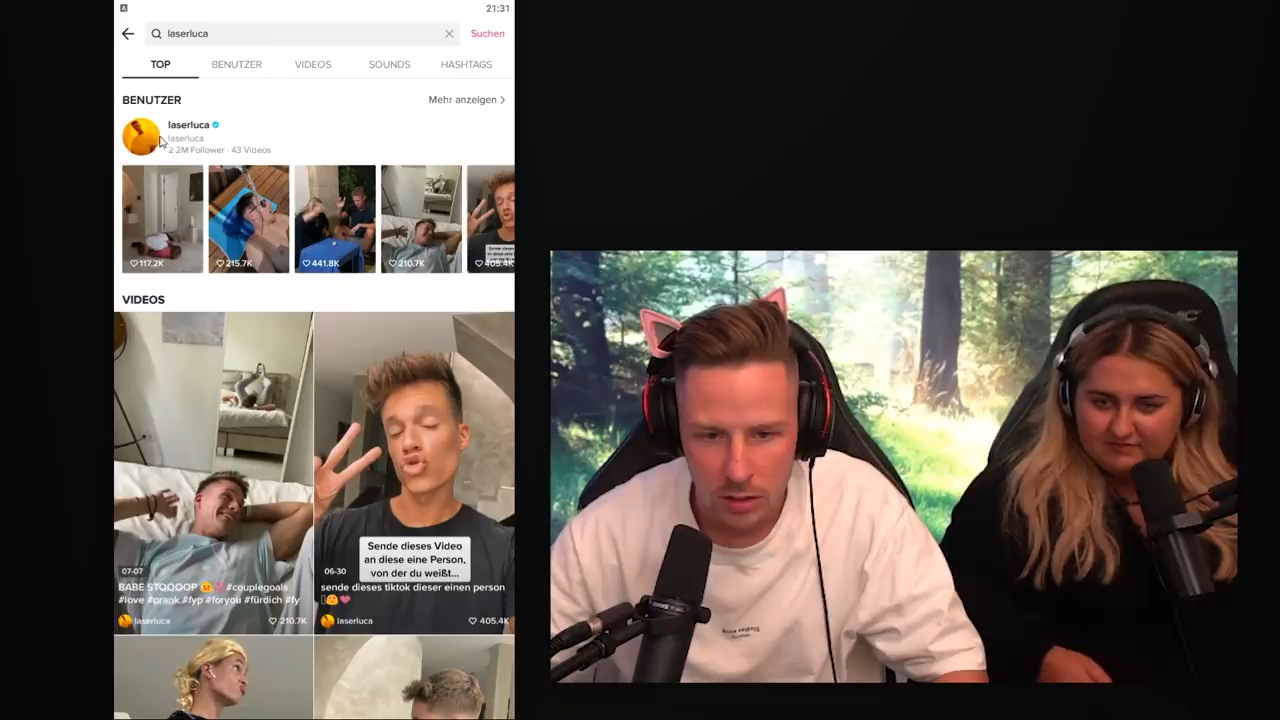 21:31
laserluca
Suchen
TOP
BENUTZER
VIDEOS
SOUNDS
HASHTAGS
BENUTZER
Mehr anzeigen
laserluca
laserluca
2.2M Follower · 43 Videos
117.2K
215.7K
441.8K
210.7K
405.4K
VIDEOS
07-07
BABE STOOOOP 🤗💕 #couplegoals
#love #prank #fyp #foryou #fürdich #fy
laserluca
210.7K
Sende dieses Video
an diese eine Person,
von der du weißt...
06-30
sende dieses tiktok dieser einen person
laserluca
405.4K